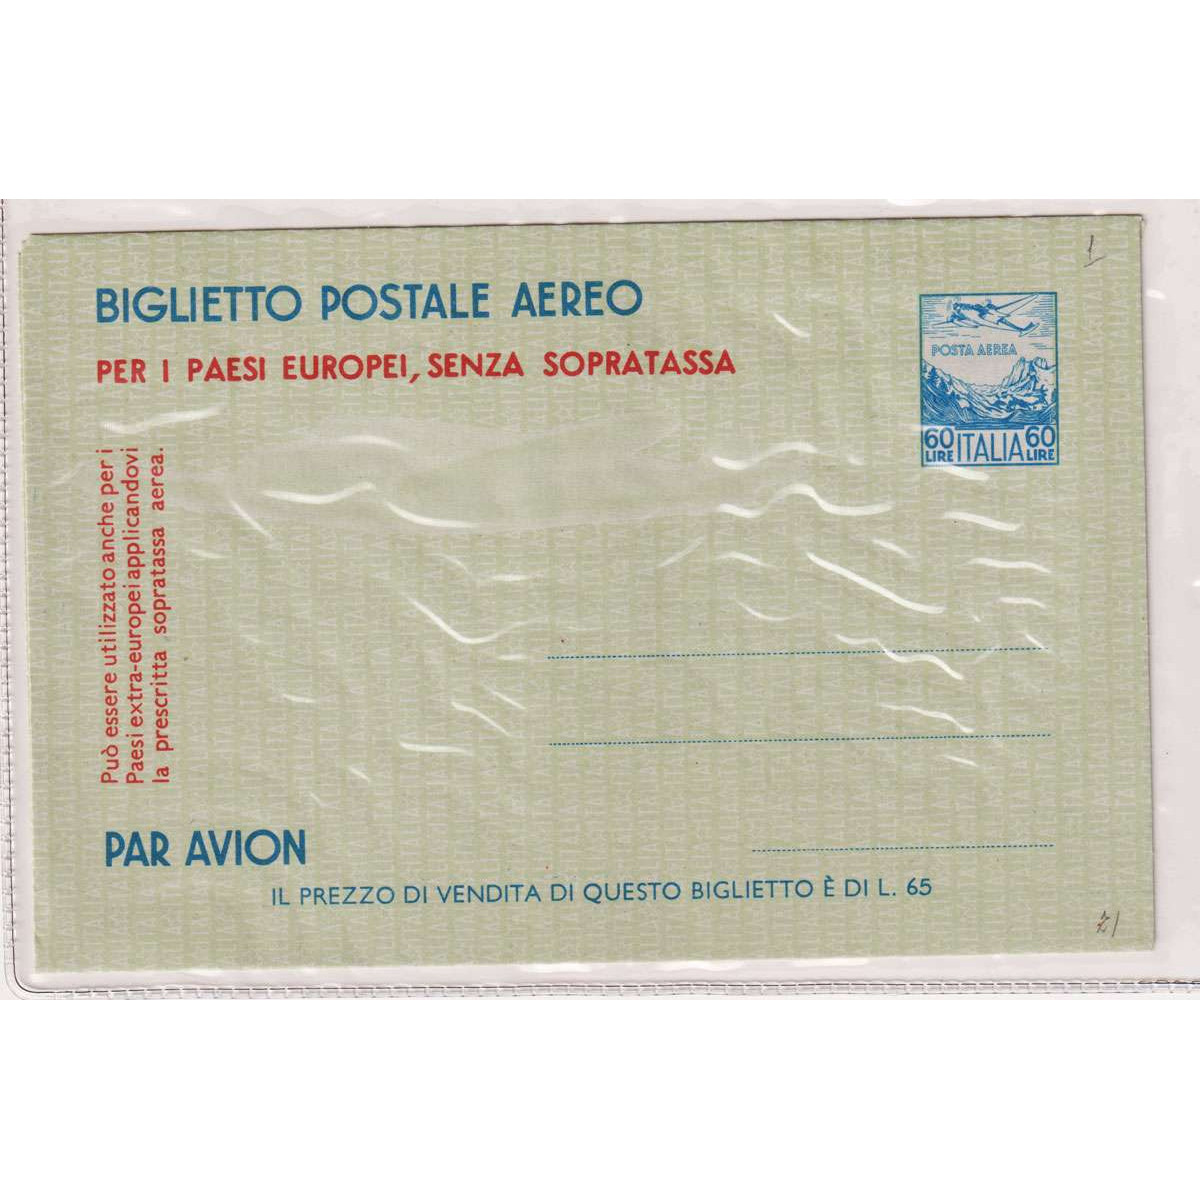 1
BIGLIETTO POSTALE AEREO
PER I PAESI EUROPEI, SENZA SOPRATASSA
POSTA AEREA
60 LIRE ITALIA 60 LIRE
Può essere utilizzato anche per i
Paesi extra-europei applicandovi
la prescritta sopratassa aerea.
PAR AVION
IL PREZZO DI VENDITA DI QUESTO BIGLIETTO È DI L. 65